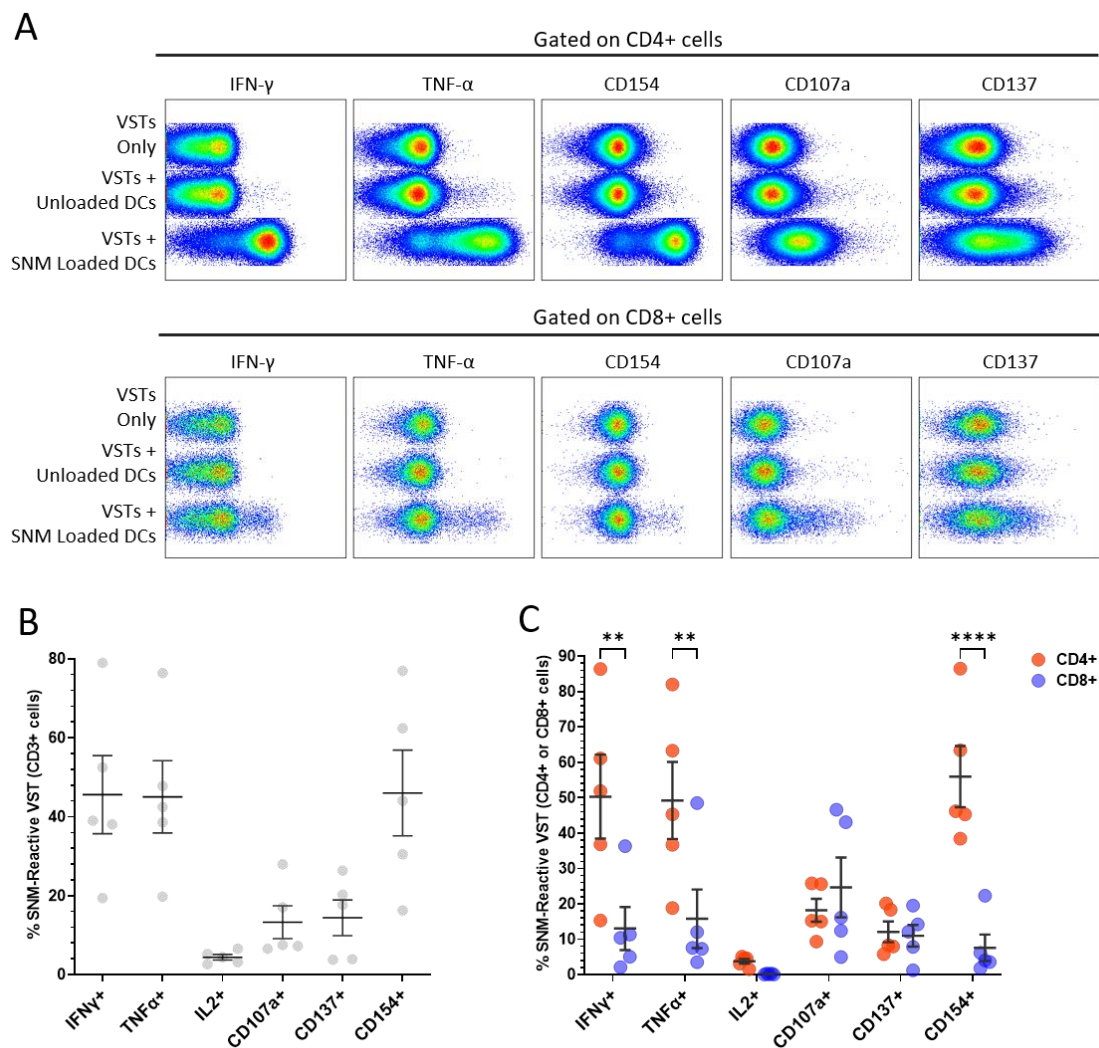 A
Gated on CD4+ cells
IFN-γ TNF-α CD154 CD107a CD137
VSTs
Only
VSTs +
Unloaded DCs
VSTs +
SNM Loaded DCs
Gated on CD8+ cells
IFN-γ TNF-α CD154 CD107a CD137
VSTs
Only
VSTs +
Unloaded DCs
VSTs +
SNM Loaded DCs
B
% SNM-Reactive VST (CD3+ cells)
80
60
40
20
0
IFNγ+ TNFα+ IL2+ CD107a+ CD137+ CD154+
C
% SNM-Reactive VST (CD4+ or CD8+ cells)
90
80
70
60
50
40
30
20
10
0
** ** ****
IFNγ+ TNFα+ IL2+ CD107a+ CD137+ CD154+
CD4+
CD8+